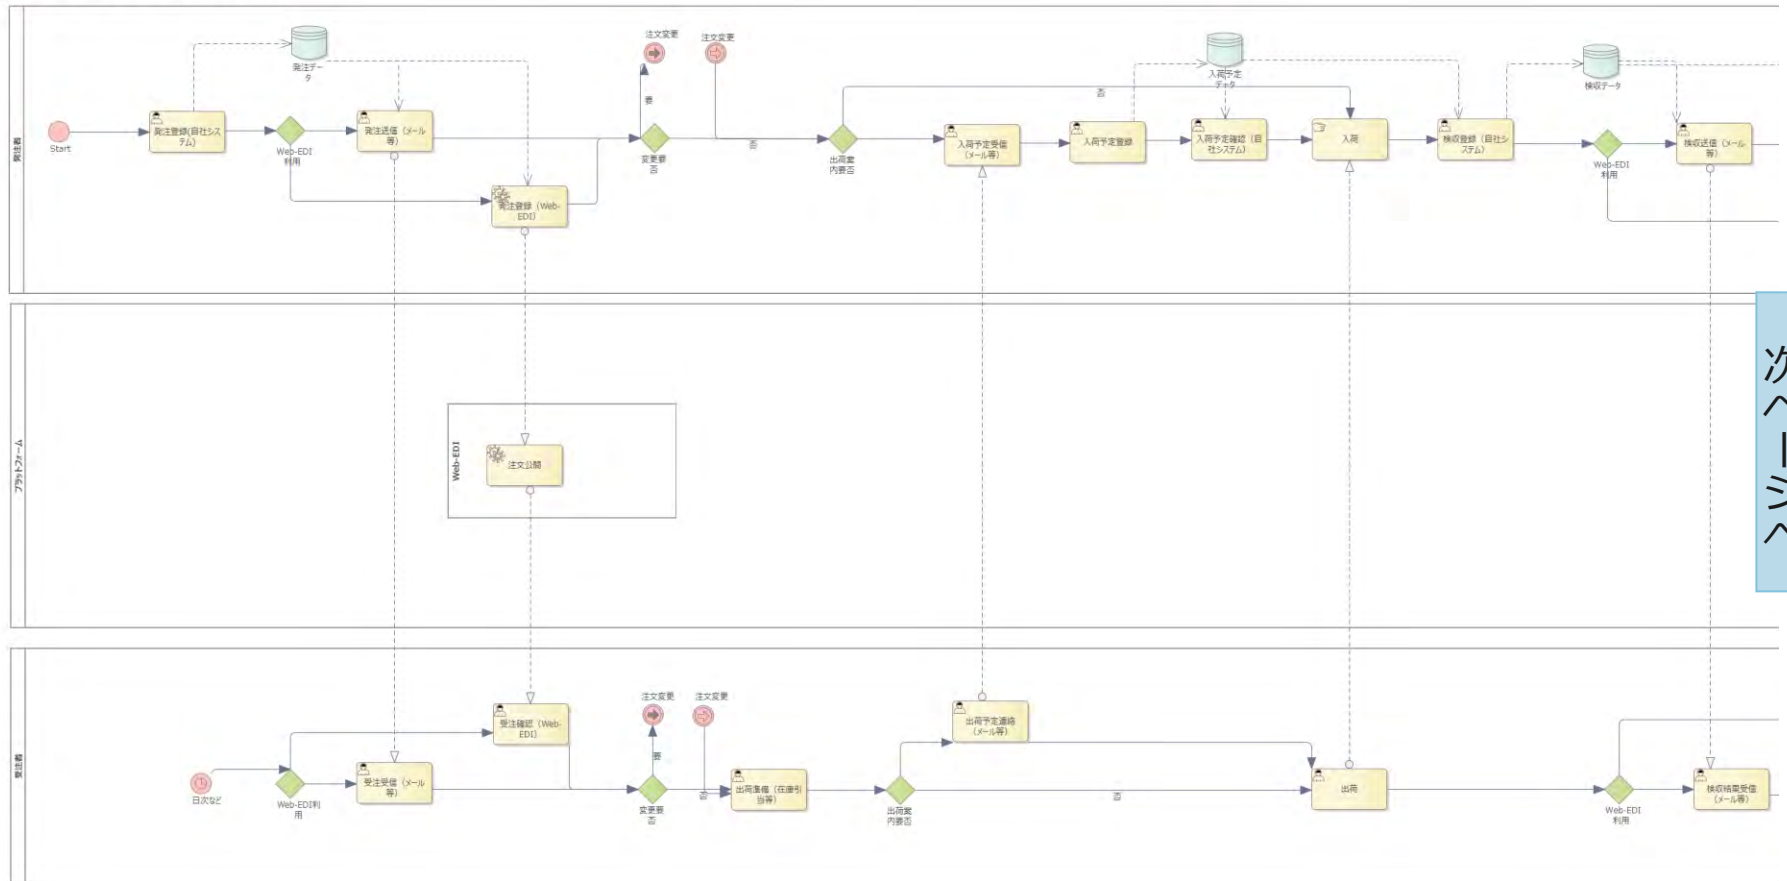 発注者
Start
発注登録(自社シス
テム)
発注データ
タ
Web-EDI
利用
発注送信（メール
等）
発注登録（Web-
EDI）
注文変更
注文変更
要
変更要
否
否
出荷案
内要否
否
入荷予定受信
（メール等）
入荷予定登録
入荷予定
データ
入荷予定確認（自
社システム）
入荷
検収登録（自社シ
ステム）
検収データ
Web-EDI
利用
検収送信（メール
等）
プラットフォーム
Web-EDI
注文公開
次ページへ
受注者
日次など
Web-EDI利
用
受注確認（Web-
EDI）
受注受信（メール
等）
注文変更
注文変更
要
変更要
否
否
出荷準備（在庫引
当等）
出荷案
内要否
出荷予定連絡
（メール等）
否
出荷
Web-EDI
利用
検収結果受信
（メール等）